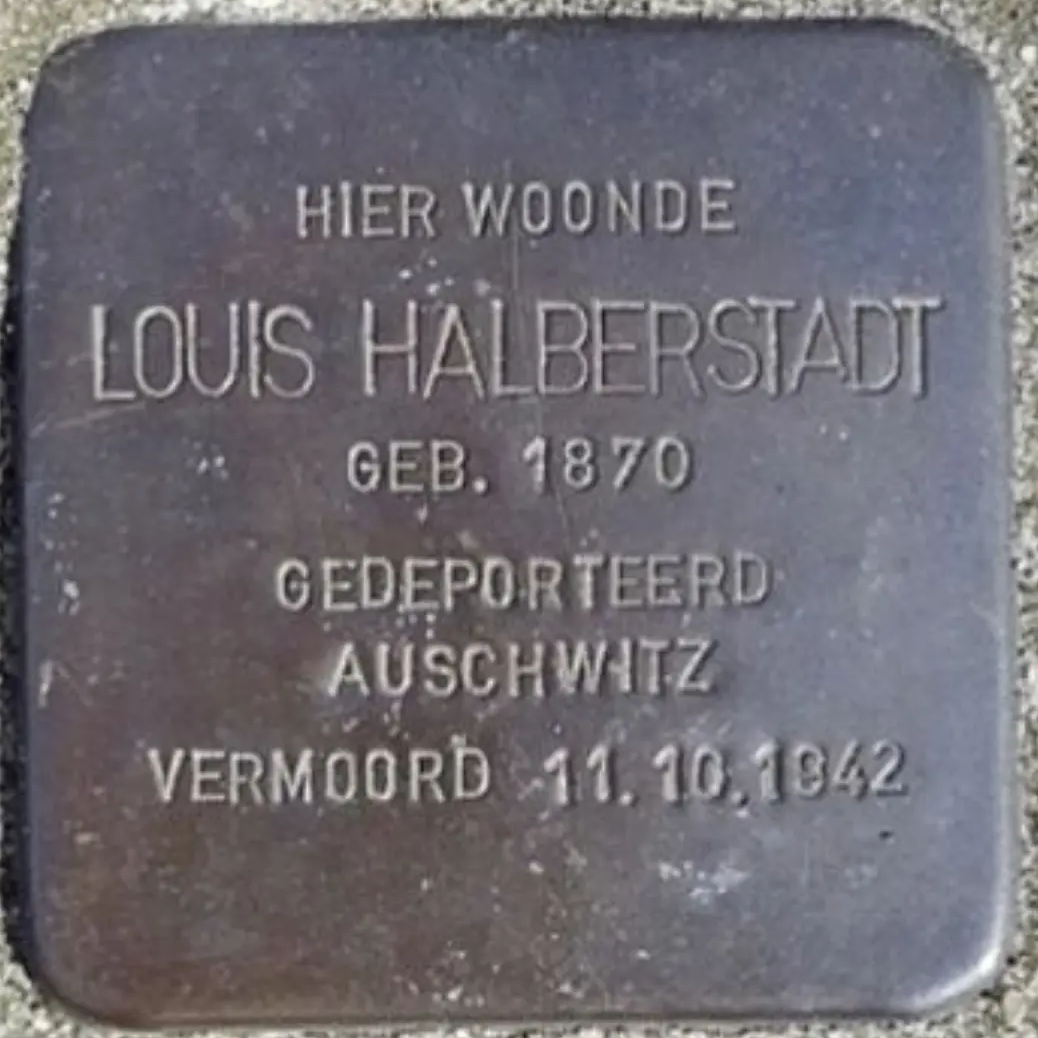 HIER WOONDE
LOUIS HALBERSTADT
GEB. 1870
GEDEPORTEERD
AUSCHWITZ
VERMOORD 11.10.1942